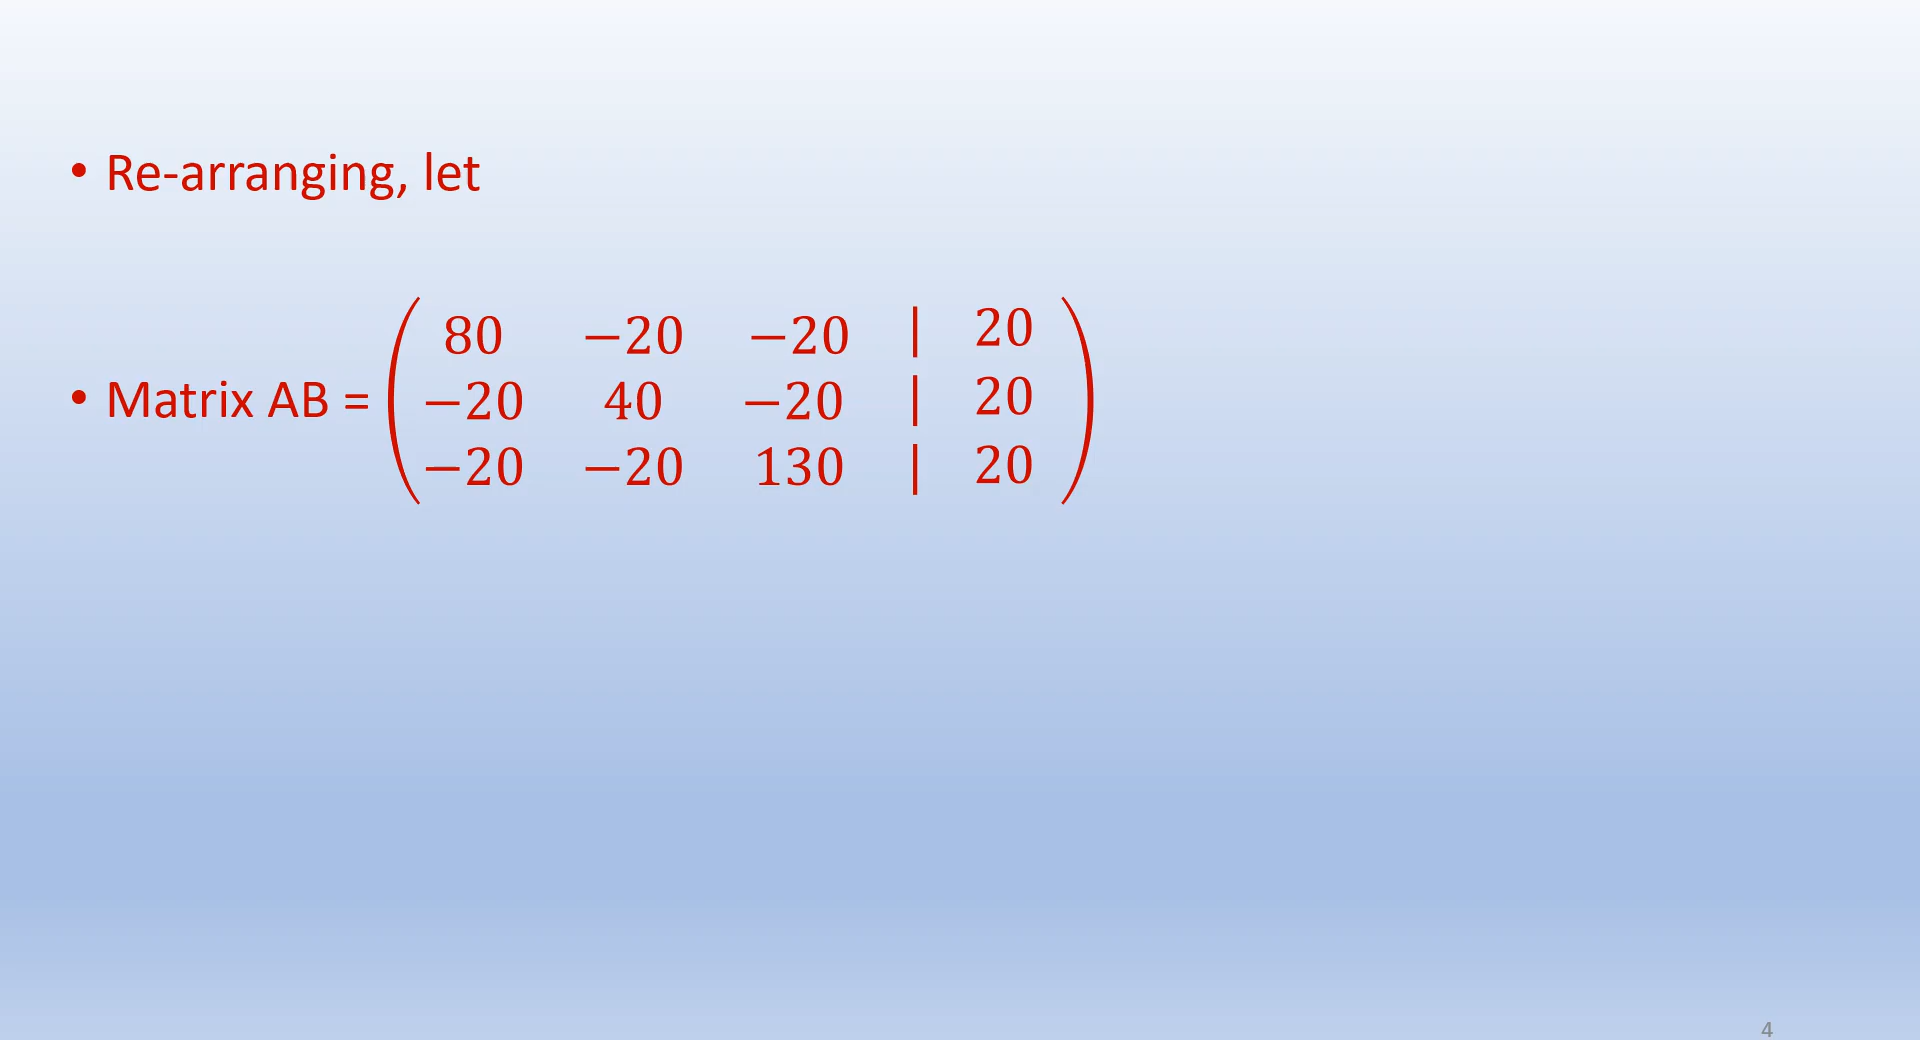 • Re-arranging, let
80 −20 −20 | 20
• Matrix AB = ( −20 40 −20 | 20 )
−20 −20 130 | 20
4